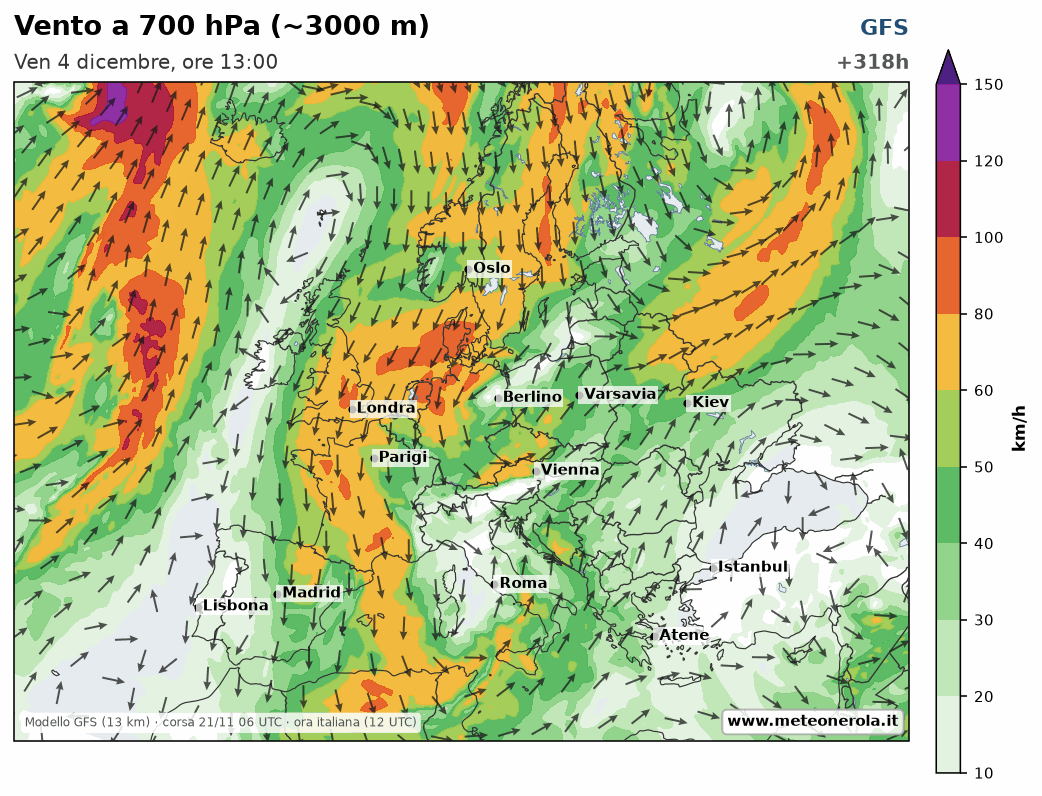 Vento a 700 hPa (~3000 m)
GFS
Ven 4 dicembre, ore 13:00
+318h
150
120
100
80
60
50
40
30
20
10
km/h
Oslo
Berlino
Varsavia
Kiev
Londra
Parigi
Vienna
Istanbul
Roma
Madrid
Lisbona
Atene
Modello GFS (13 km) · corsa 21/11 06 UTC · ora italiana (12 UTC)
www.meteonerola.it